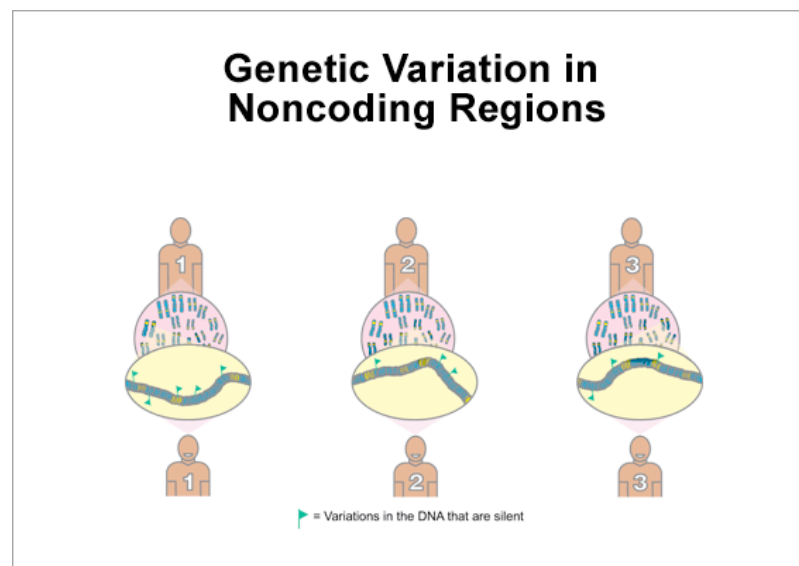 Genetic Variation in
Noncoding Regions
1 2 3
1 2 3
= Variations in the DNA that are silent